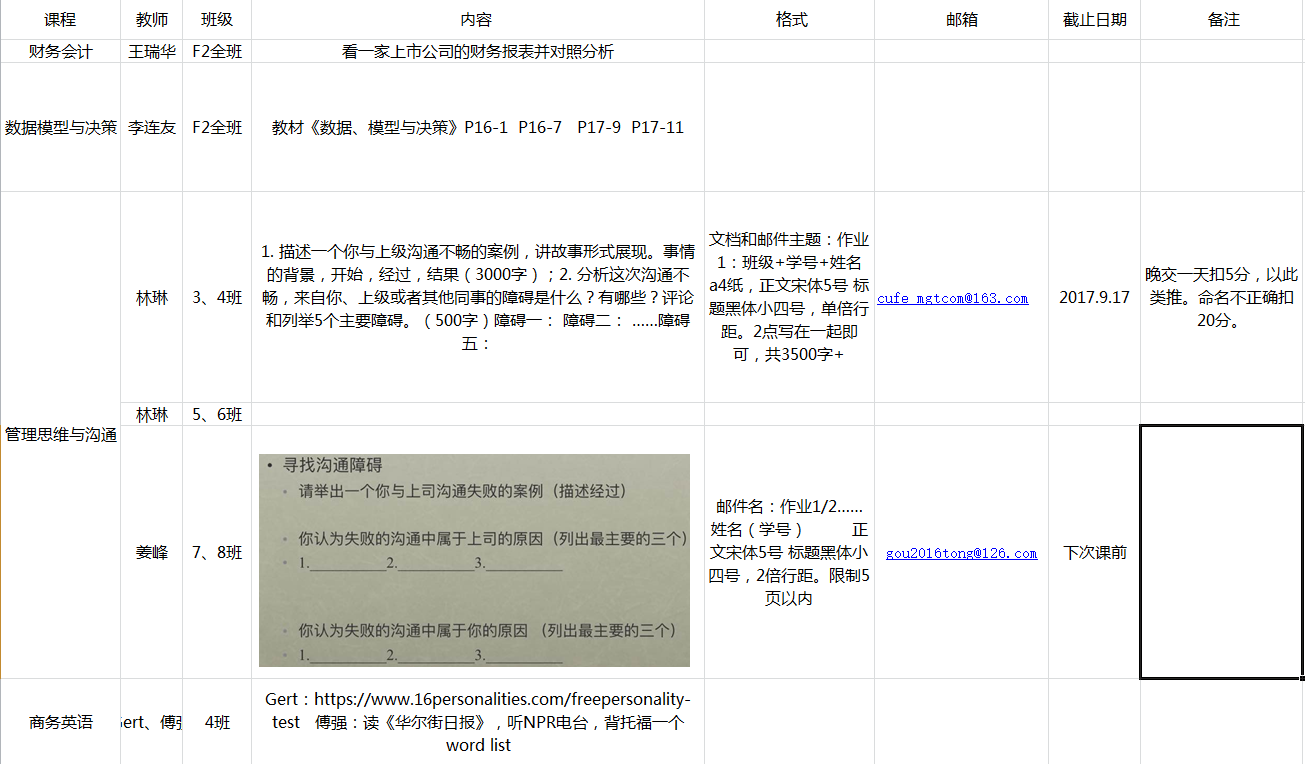 课程 教师 班级 内容 格式 邮箱 截止日期 备注
财务会计 王瑞华 F2全班 看一家上市公司的财务报表并对照分析
数据模型与决策 李连友 F2全班 教材《数据、模型与决策》P16-1 P16-7 P17-9 P17-11
管理思维与沟通
林琳 3、4班
1. 描述一个你与上级沟通不畅的案例，讲故事形式展现。事情
的背景，开始，经过，结果（3000字）；2. 分析这次沟通不
畅，来自你、上级或者其他同事的障碍是什么？有哪些？评论
和列举5个主要障碍。（500字）障碍一： 障碍二： ......障碍
五：
文档和邮件主题：作业
1：班级+学号+姓名
a4纸，正文宋体5号 标
题黑体小四号，单倍行
距。2点写在一起即
可，共3500字+
cufe_mgtcom@163.com
2017.9.17
晚交一天扣5分，以此
类推。命名不正确扣
20分。
林琳 5、6班
姜峰 7、8班
• 寻找沟通障碍
• 请举出一个你与上司沟通失败的案例（描述经过）
• 你认为失败的沟通中属于上司的原因（列出最主要的三个）
• 1.__________2.__________3.__________
• 你认为失败的沟通中属于你的原因 （列出最主要的三个）
• 1.__________2.__________3.__________
邮件名：作业1/2......
姓名（学号） 正
文宋体5号 标题黑体小
四号，2倍行距。限制5
页以内
gou2016tong@126.com
下次课前
商务英语 4班
Gert：https://www.16personalities.com/freepersonality-
test 傅强：读《华尔街日报》，听NPR电台，背托福一个
word list